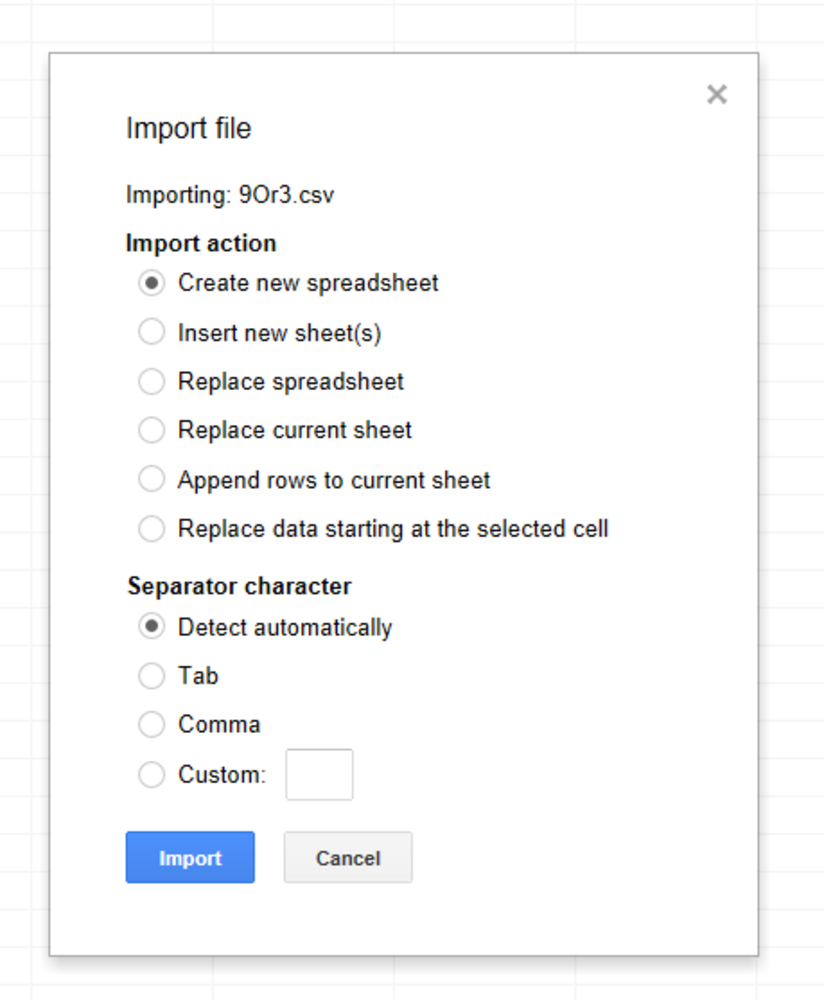 Import file
Importing: 9Or3.csv
Import action
Create new spreadsheet
Insert new sheet(s)
Replace spreadsheet
Replace current sheet
Append rows to current sheet
Replace data starting at the selected cell
Separator character
Detect automatically
Tab
Comma
Custom:
Import Cancel